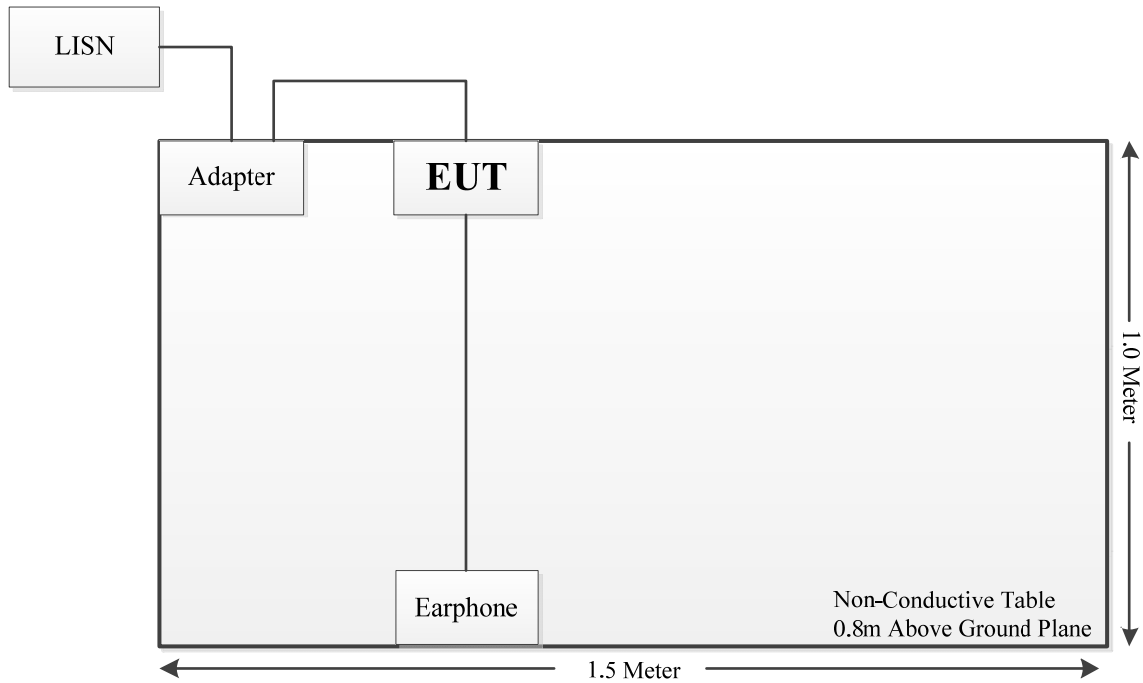 LISN
Adapter
EUT
Earphone
Non-Conductive Table
0.8m Above Ground Plane
1.0 Meter
1.5 Meter